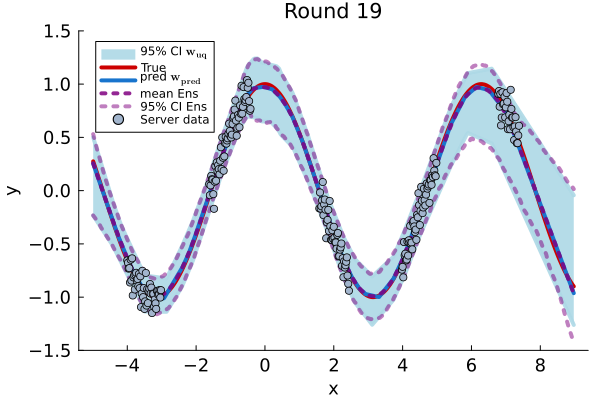 Round 19
1.5
1.0
0.5
0.0
−0.5
−1.0
−1.5
y
95% CI w_uq
True
pred w_pred
mean Ens
95% CI Ens
Server data
−4 −2 0 2 4 6 8
x